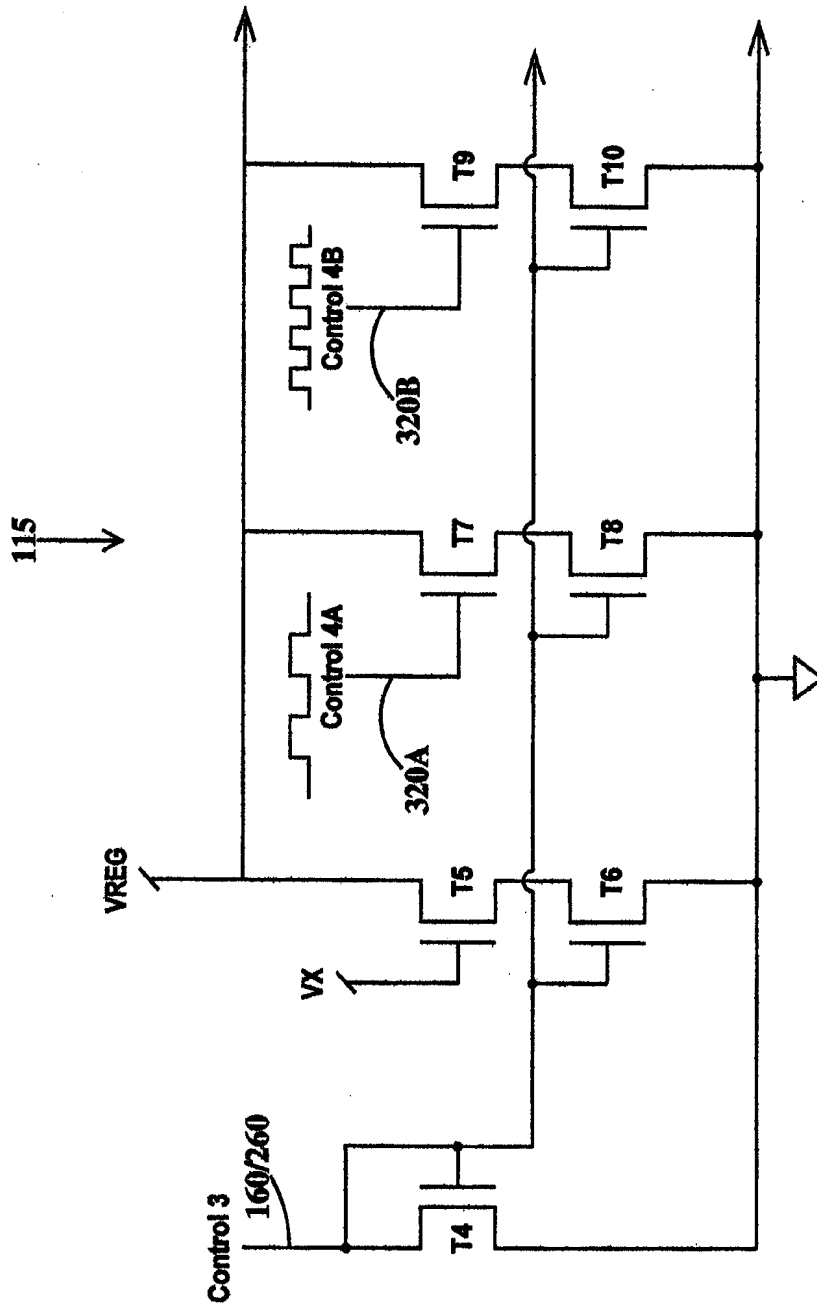 115
Control 3
160/260
T4
VREG
VX
T5
T6
Control 4A
320A
T7
T8
Control 4B
320B
T9
T10